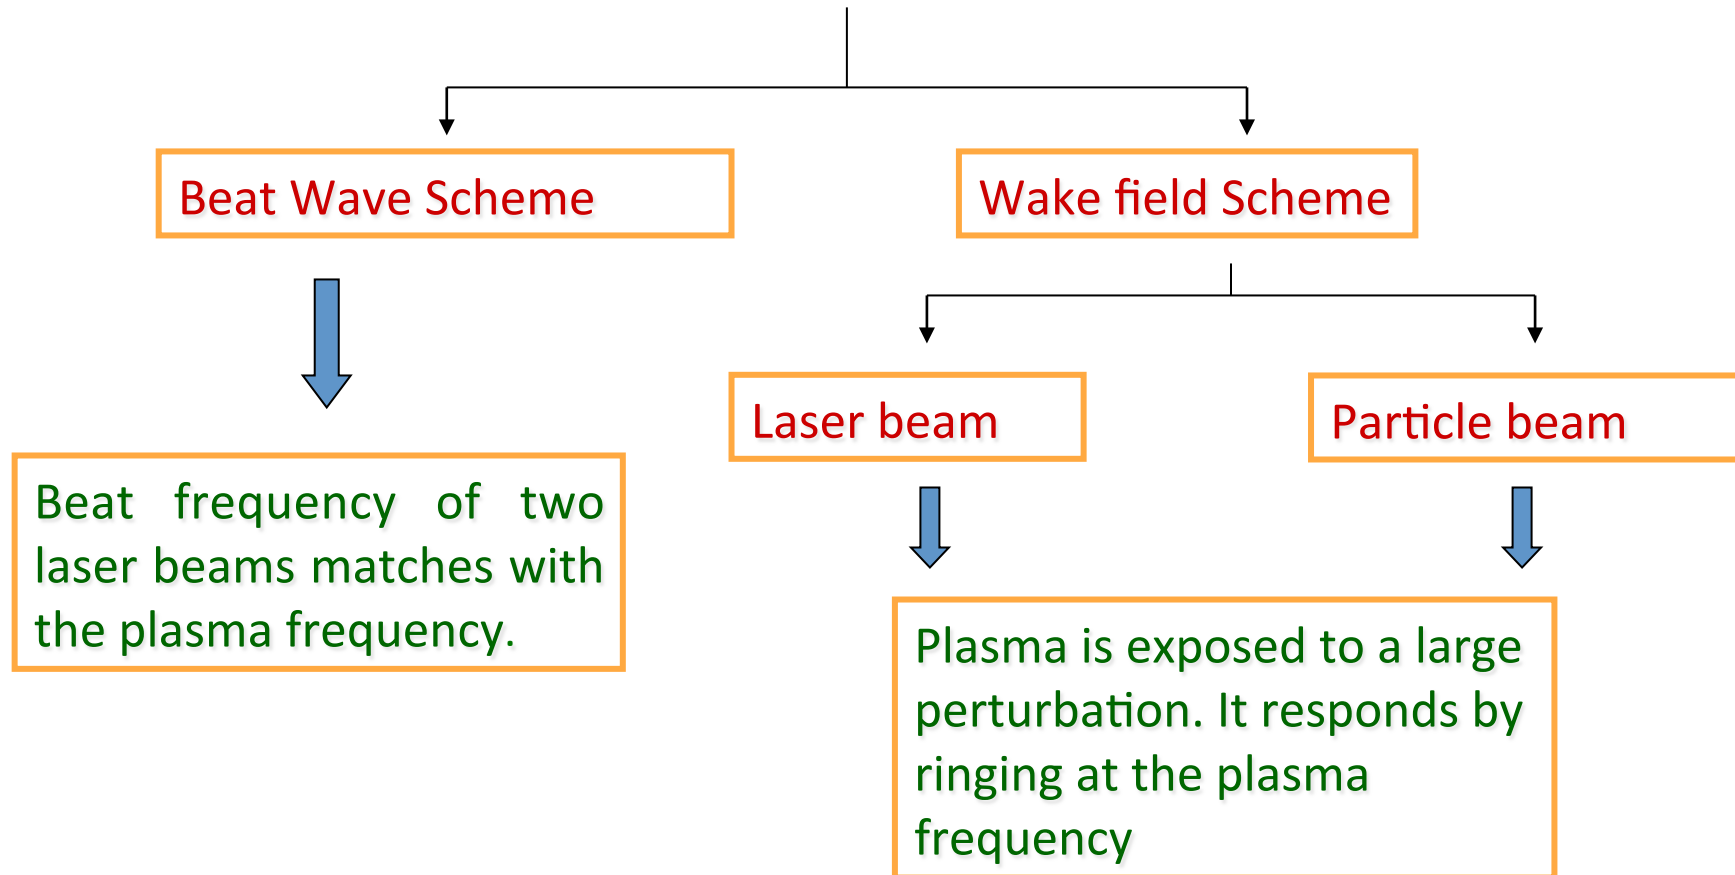 Beat Wave Scheme
Wake field Scheme
Laser beam
Particle beam
Beat frequency of two
laser beams matches with
the plasma frequency.
Plasma is exposed to a large
perturbation. It responds by
ringing at the plasma
frequency